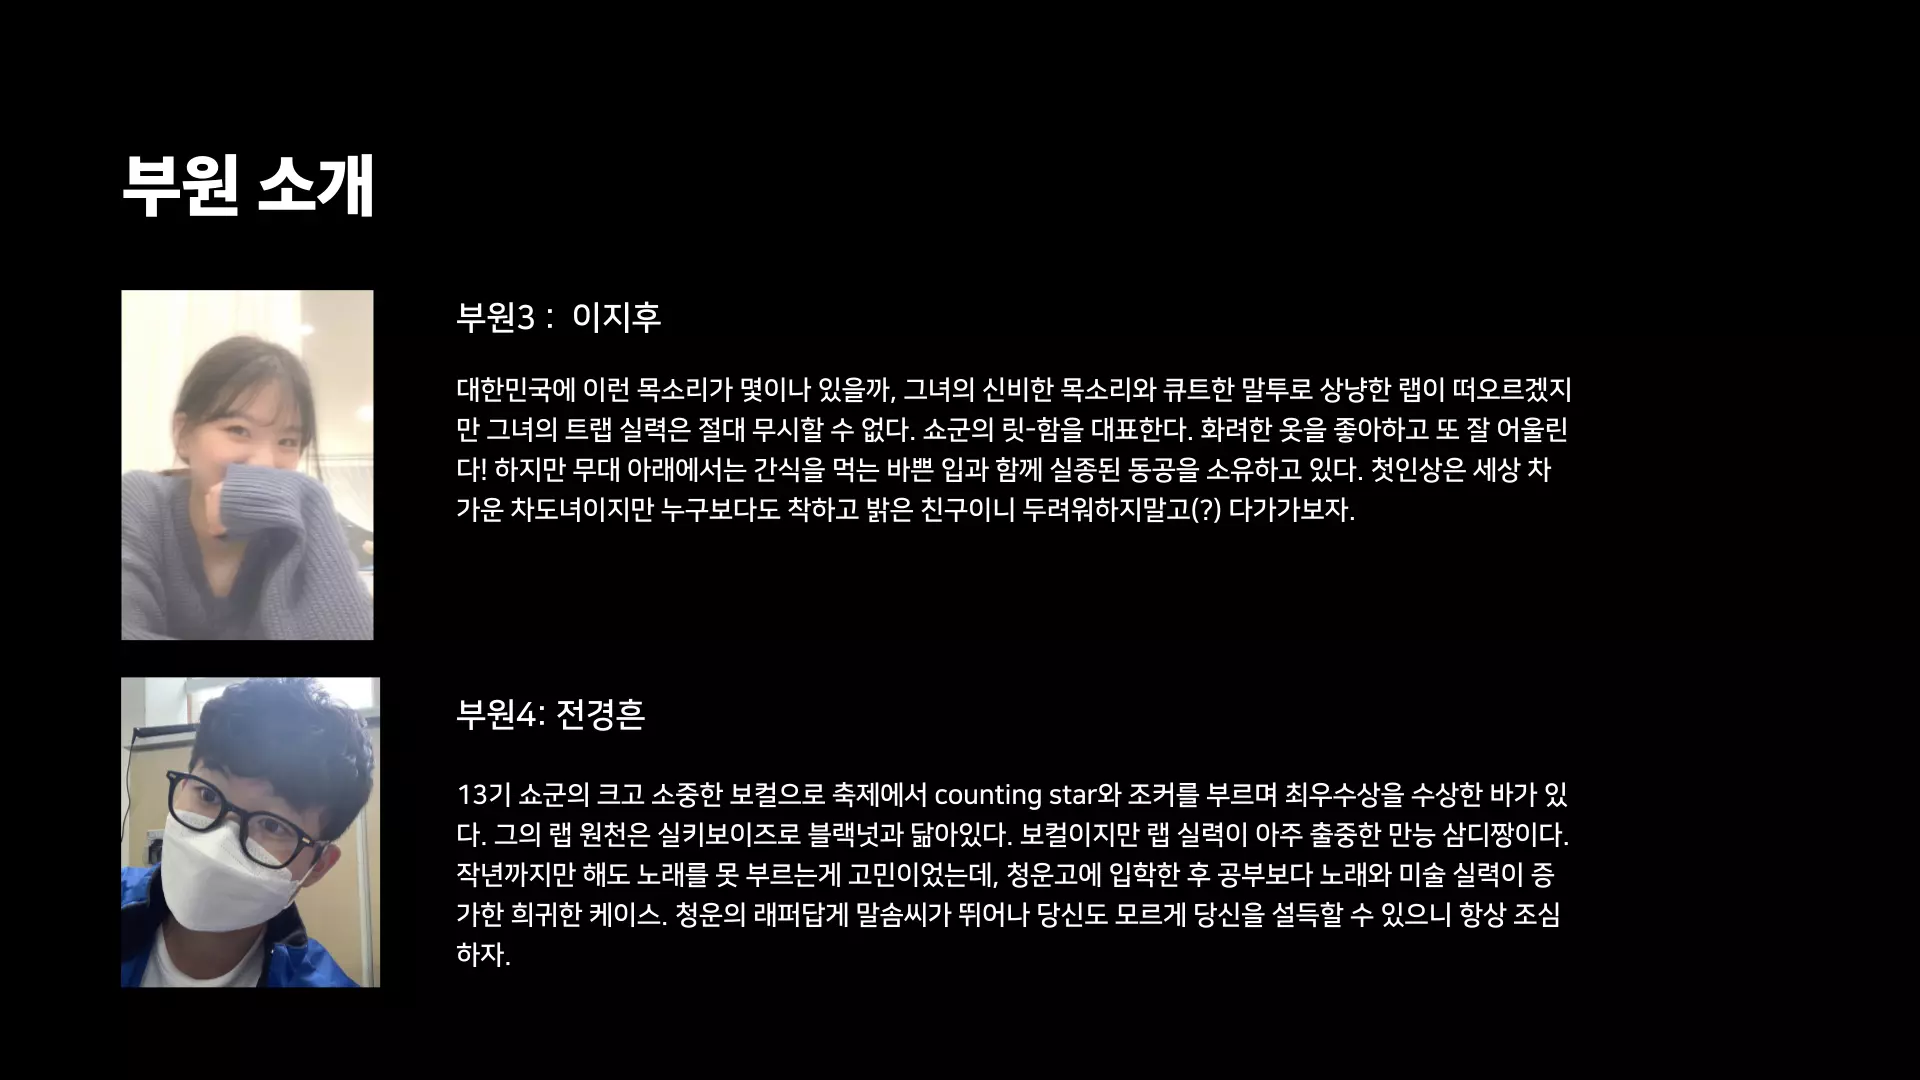 부원 소개
부원3 :  이지후
대한민국에 이런 목소리가 몇이나 있을까, 그녀의 신비한 목소리와 큐트한 말투로 상냥한 랩이 떠오르겠지
만 그녀의 트랩 실력은 절대 무시할 수 없다. 쇼군의 릿-함을 대표한다. 화려한 옷을 좋아하고 또 잘 어울린
다! 하지만 무대 아래에서는 간식을 먹는 바쁜 입과 함께 실종된 동공을 소유하고 있다. 첫인상은 세상 차
가운 차도녀이지만 누구보다도 착하고 밝은 친구이니 두려워하지말고(?) 다가가보자.
부원4: 전경흔
13기 쇼군의 크고 소중한 보컬으로 축제에서 counting star와 조커를 부르며 최우수상을 수상한 바가 있
다. 그의 랩 원천은 실키보이즈로 블랙넛과 닮아있다. 보컬이지만 랩 실력이 아주 출중한 만능 삼디짱이다.
작년까지만 해도 노래를 못 부르는게 고민이었는데, 청운고에 입학한 후 공부보다 노래와 미술 실력이 증
가한 희귀한 케이스. 청운의 래퍼답게 말솜씨가 뛰어나 당신도 모르게 당신을 설득할 수 있으니 항상 조심
하자.